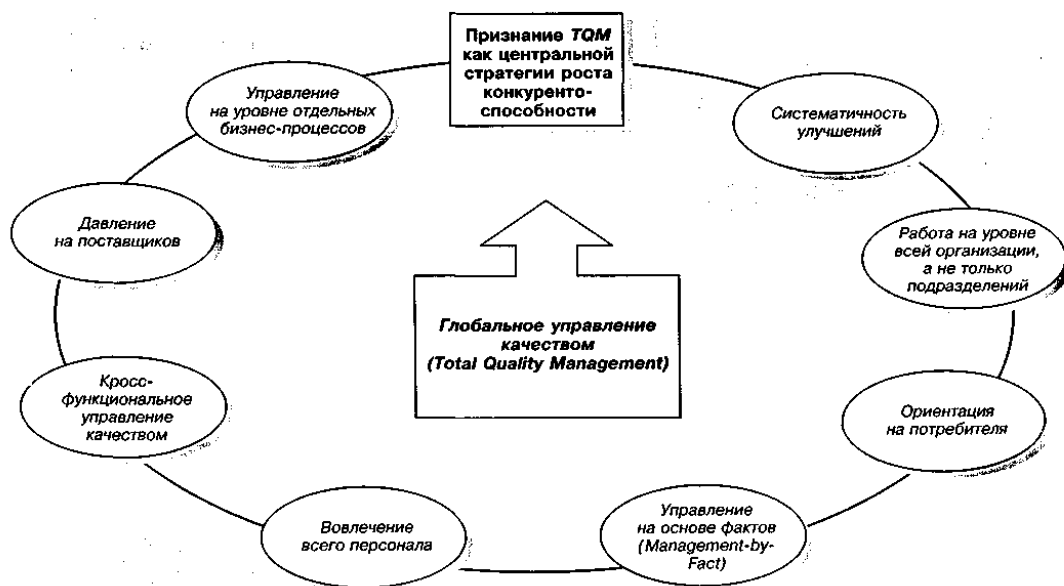 Признание TQM
как центральной
стратегии роста
конкуренто-
способности
Управление
на уровне отдельных
бизнес-процессов
Систематичность
улучшений
Давление
на поставщиков
Работа на уровне
всей организации,
а не только
подразделений
Глобальное управление
качеством
(Total Quality Management)
Кросс-
функциональное
управление
качеством
Ориентация
на потребителя
Вовлечение
всего персонала
Управление
на основе фактов
(Management-by-
Fact)